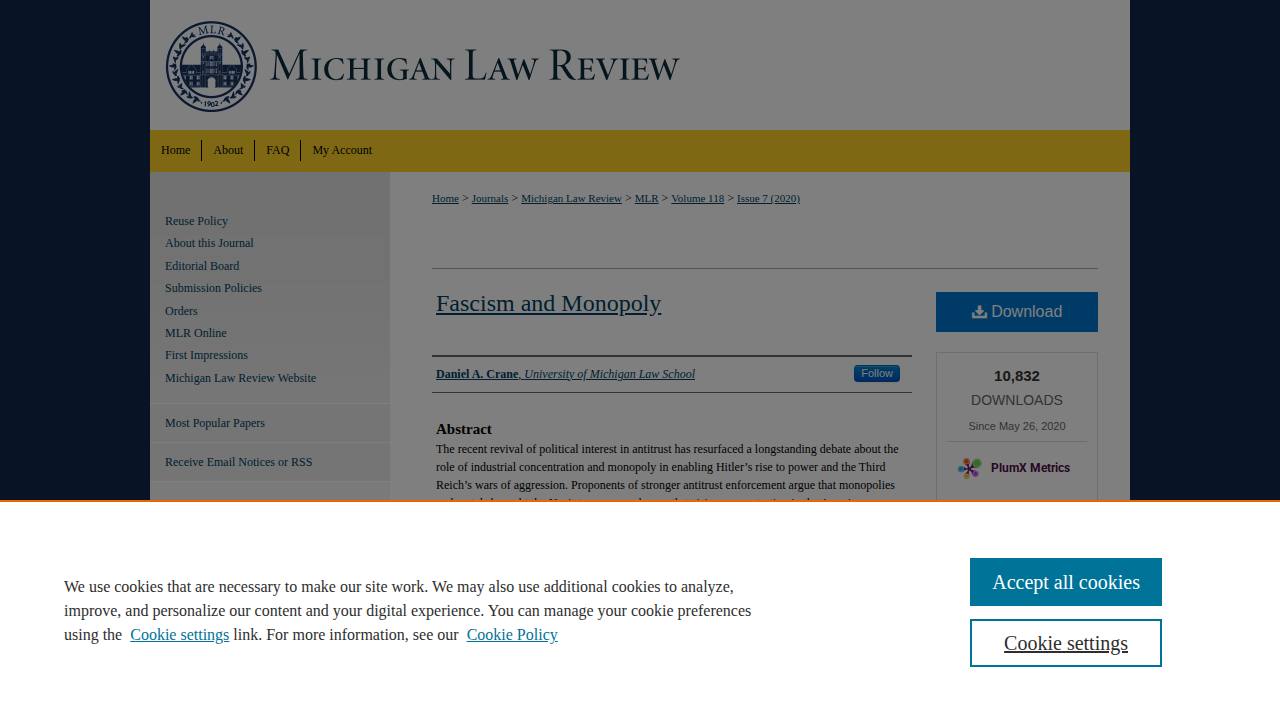 MLR
1902
Michigan Law Review
Home
About
FAQ
My Account
Reuse Policy
About this Journal
Editorial Board
Submission Policies
Orders
MLR Online
First Impressions
Michigan Law Review Website
Most Popular Papers
Receive Email Notices or RSS
Home > Journals > Michigan Law Review > MLR > Volume 118 > Issue 7 (2020)
Fascism and Monopoly
Daniel A. Crane, University of Michigan Law School
Follow
Abstract
The recent revival of political interest in antitrust has resurfaced a longstanding debate about the
role of industrial concentration and monopoly in enabling Hitler’s rise to power and the Third
Reich’s wars of aggression. Proponents of stronger antitrust enforcement argue that monopolies
Download
10,832
DOWNLOADS
Since May 26, 2020
PlumX Metrics
We use cookies that are necessary to make our site work. We may also use additional cookies to analyze,
improve, and personalize our content and your digital experience. You can manage your cookie preferences
using the Cookie settings link. For more information, see our Cookie Policy
Accept all cookies
Cookie settings